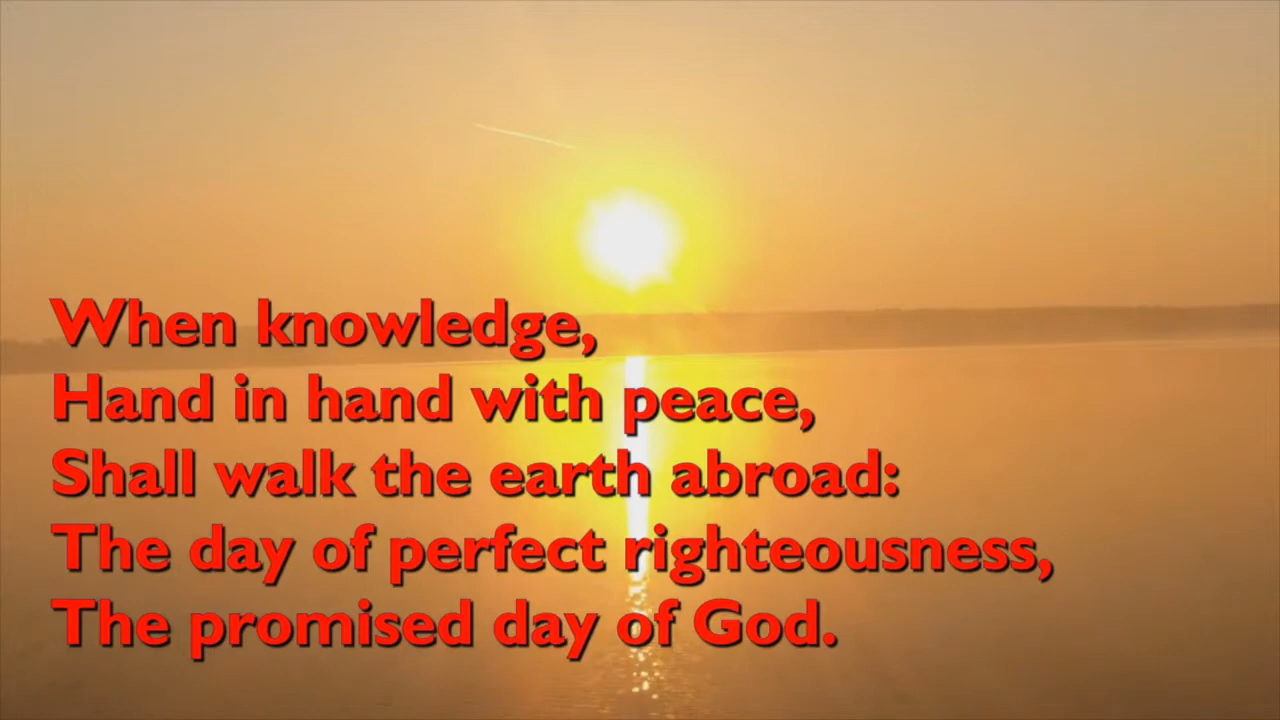 When knowledge,
Hand in hand with peace,
Shall walk the earth abroad:
The day of perfect righteousness,
The promised day of God.